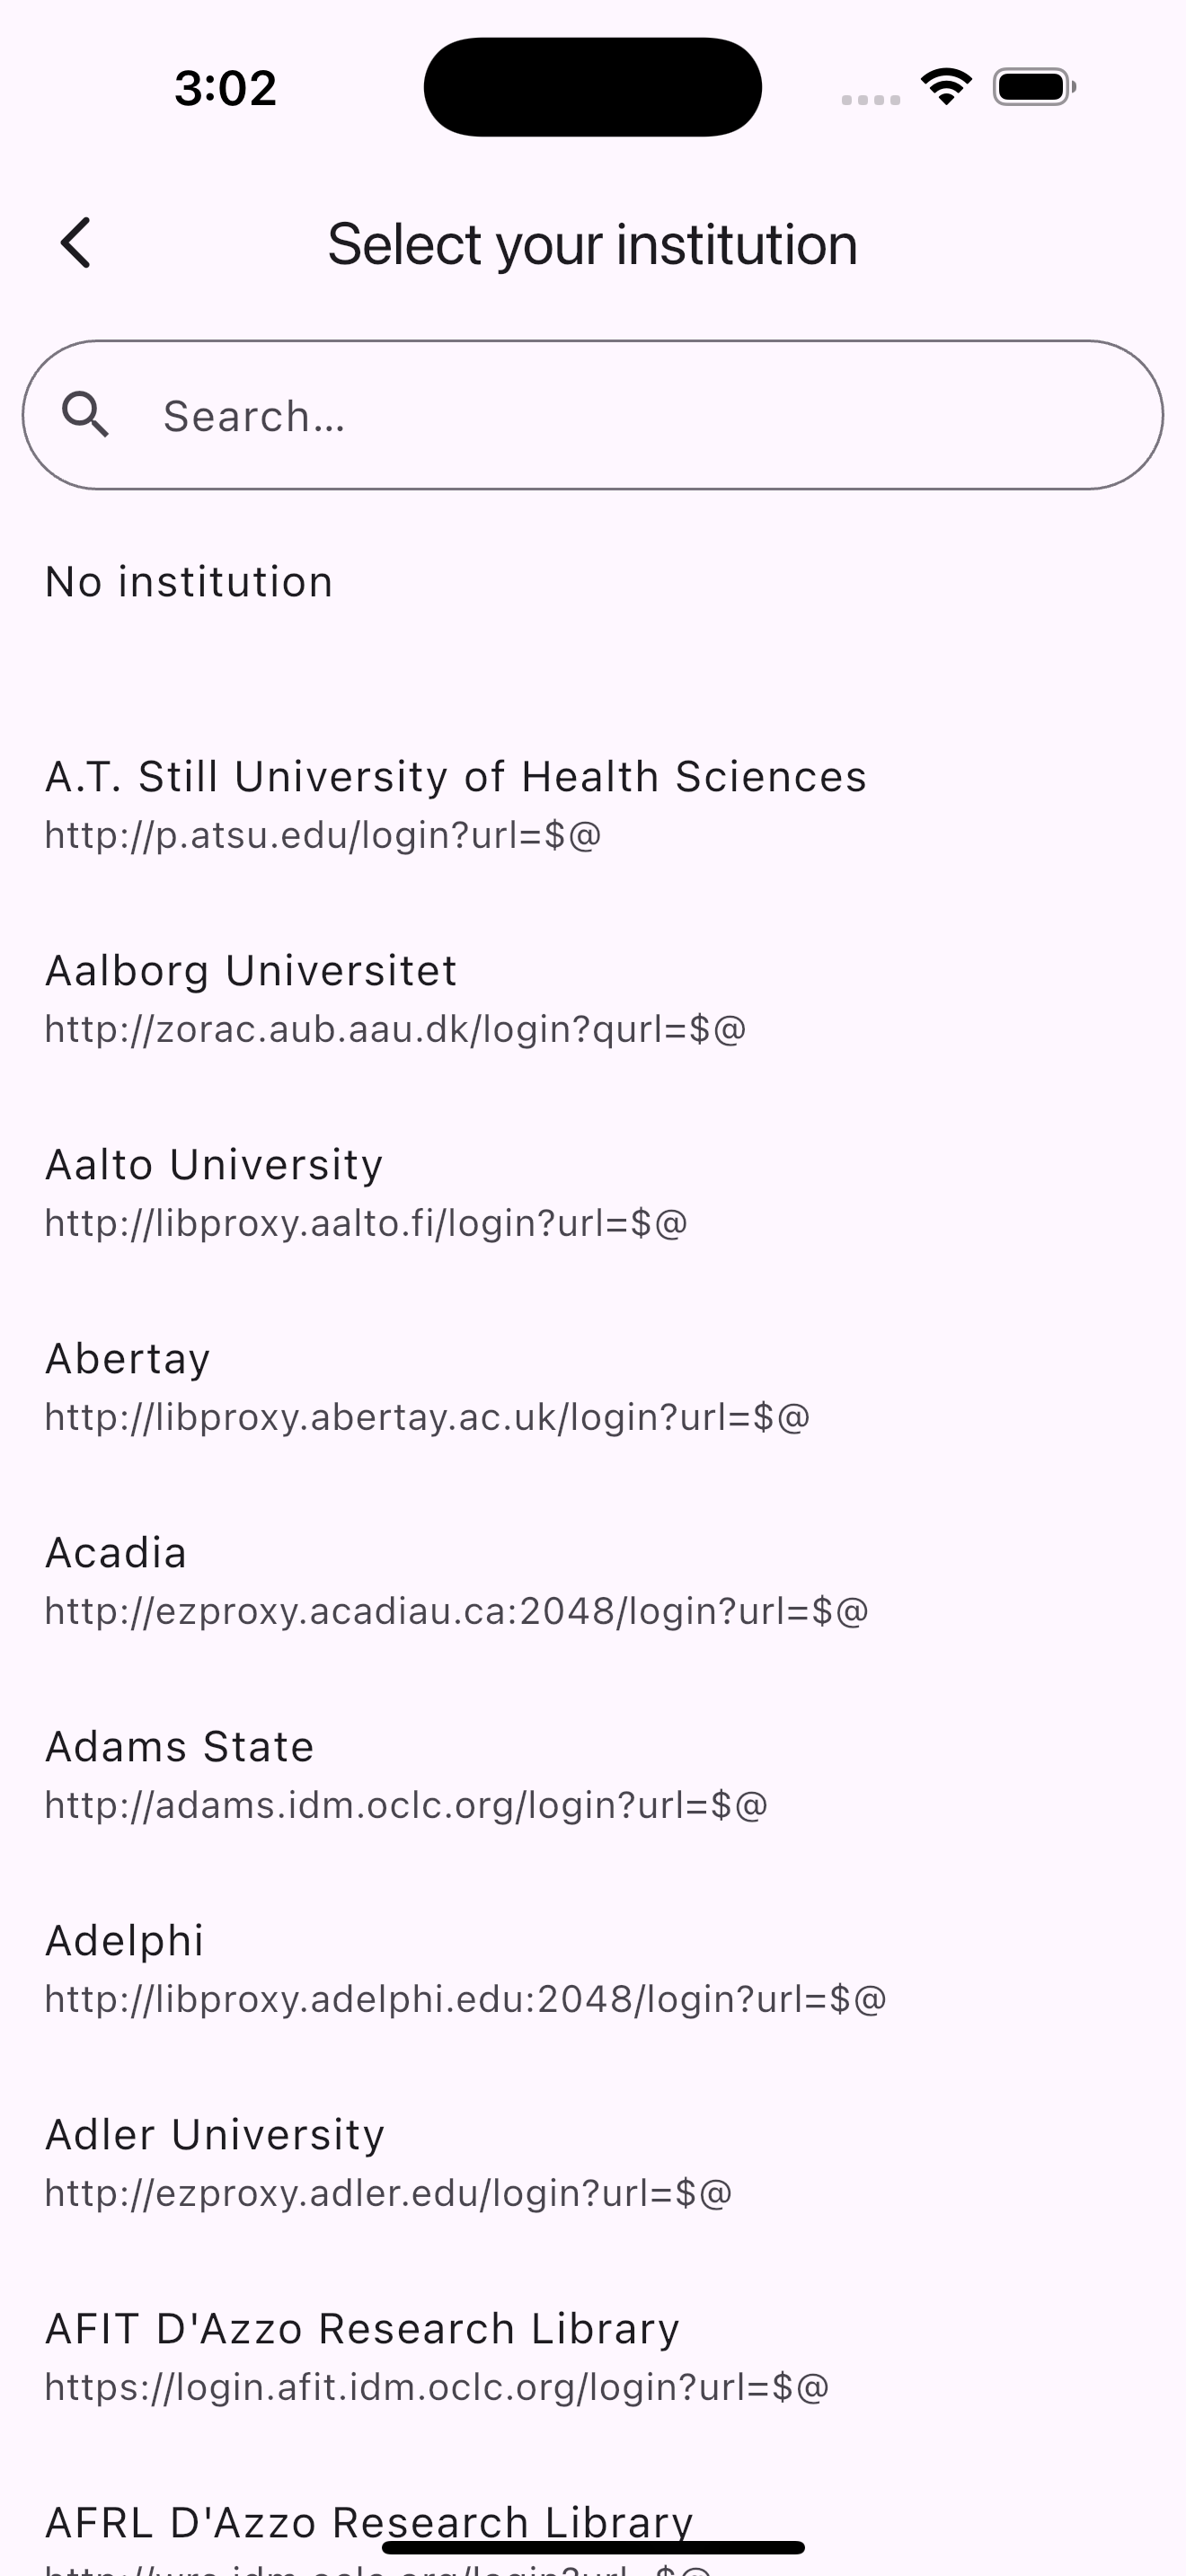 3:02
Select your institution
Search...
No institution
A.T. Still University of Health Sciences
http://p.atsu.edu/login?url=$@
Aalborg Universitet
http://zorac.aub.aau.dk/login?qurl=$@
Aalto University
http://libproxy.aalto.fi/login?url=$@
Abertay
http://libproxy.abertay.ac.uk/login?url=$@
Acadia
http://ezproxy.acadiau.ca:2048/login?url=$@
Adams State
http://adams.idm.oclc.org/login?url=$@
Adelphi
http://libproxy.adelphi.edu:2048/login?url=$@
Adler University
http://ezproxy.adler.edu/login?url=$@
AFIT D'Azzo Research Library
https://login.afit.idm.oclc.org/login?url=$@
AFRL D'Azzo Research Library